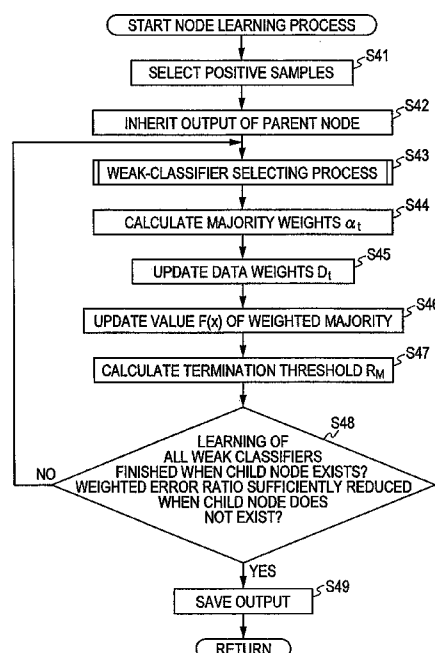 START NODE LEARNING PROCESS
S41
SELECT POSITIVE SAMPLES
S42
INHERIT OUTPUT OF PARENT NODE
S43
WEAK-CLASSIFIER SELECTING PROCESS
S44
CALCULATE MAJORITY WEIGHTS αt
S45
UPDATE DATA WEIGHTS Dt
S46
UPDATE VALUE F(x) OF WEIGHTED MAJORITY
S47
CALCULATE TERMINATION THRESHOLD RM
S48
LEARNING OF
ALL WEAK CLASSIFIERS
FINISHED WHEN CHILD NODE EXISTS?
NO
WEIGHTED ERROR RATIO SUFFICIENTLY REDUCED
WHEN CHILD NODE DOES
NOT EXIST?
YES
S49
SAVE OUTPUT
RETURN